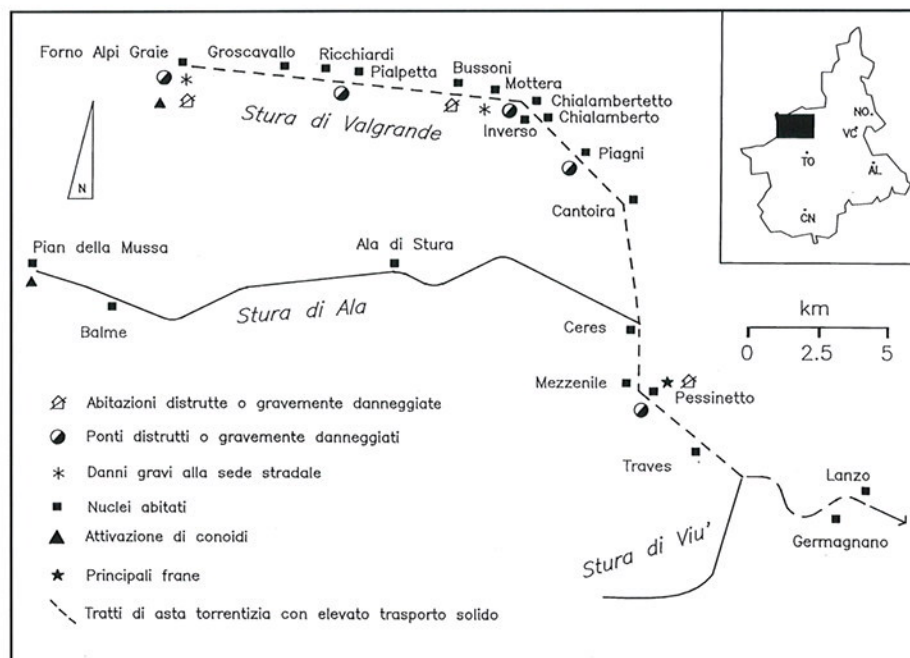 Forno Alpi Graie
Groscavallo
Ricchiardi
Pialpetta
Bussoni
Mottera
Chialambertetto
Chialamberto
Inverso
Stura di Valgrande
Piagni
Cantoira
N
NO.
VC
TO
AL
CN
Pian della Mussa
Ala di Stura
Balme
Stura di Ala
Ceres
km
0 2.5 5
Mezzenile
Pessinetto
Traves
Lanzo
Germagnano
Stura di Viu'
Abitazioni distrutte o gravemente danneggiate
Ponti distrutti o gravemente danneggiati
Danni gravi alla sede stradale
Nuclei abitati
Attivazione di conoidi
Principali frane
Tratti di asta torrentizia con elevato trasporto solido